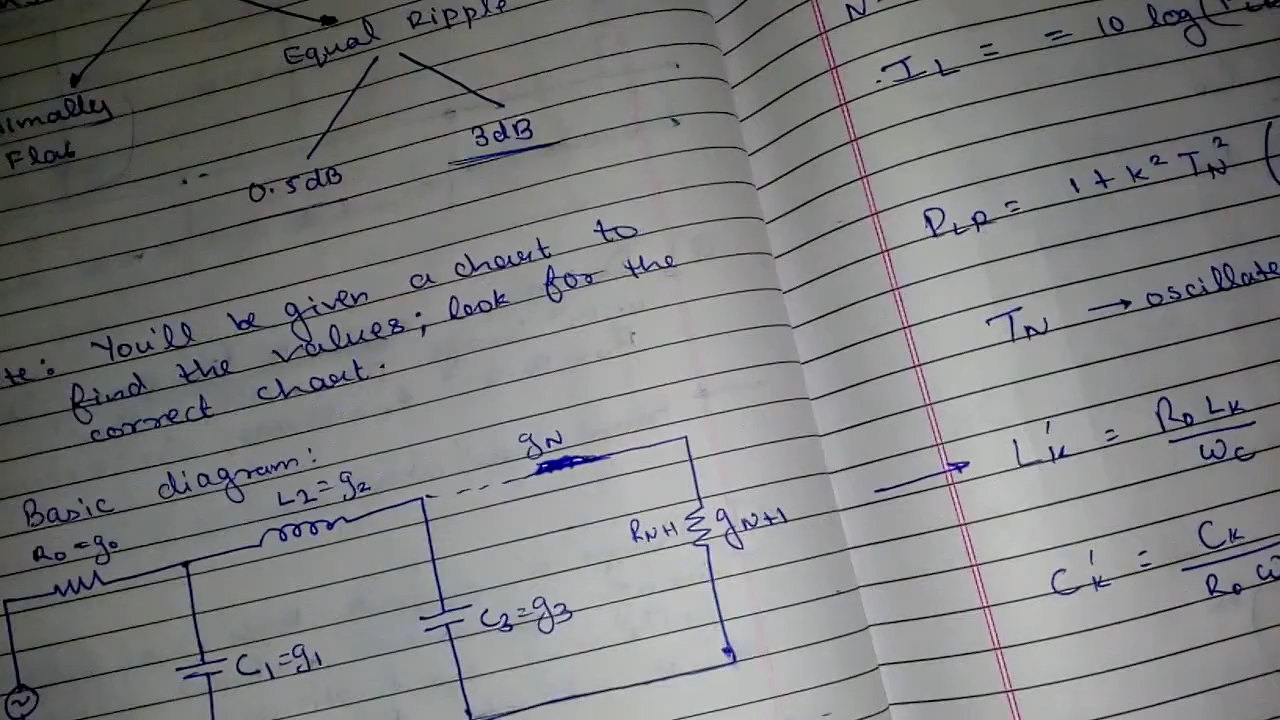 Equal Ripple
Flat
0.5dB
3dB
You'll be given a chart to
find the values; look for the
correct chart.
Basic diagram:
R₀=g₀
L₂=g₂
gN
RN+1
gN+1
C₁=g₁
C₃=g₃
N
IL = = 10 log(
PLR = 1 + k² TN² (
TN → oscillate
→ L'K = R₀ LK / ωc
C'K = CK / R₀ ω